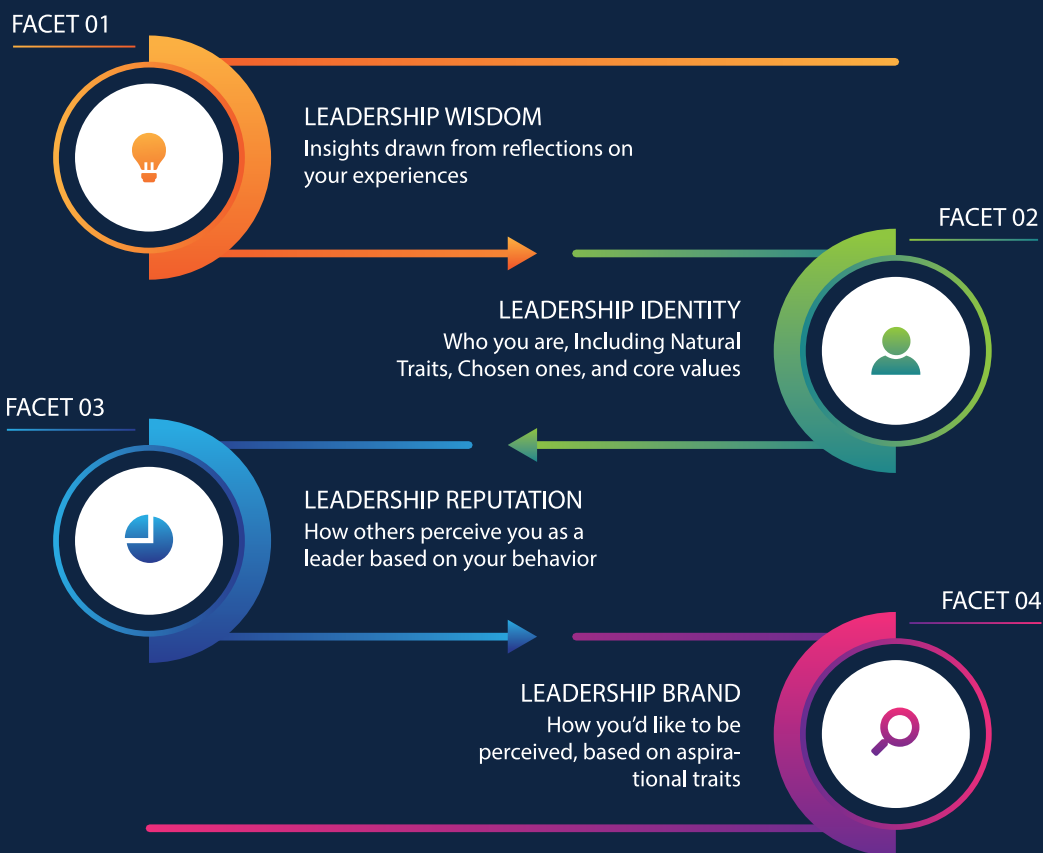 FACET 01
LEADERSHIP WISDOM
Insights drawn from reflections on
your experiences
FACET 02
LEADERSHIP IDENTITY
Who you are, Including Natural
Traits, Chosen ones, and core values
FACET 03
LEADERSHIP REPUTATION
How others perceive you as a
leader based on your behavior
FACET 04
LEADERSHIP BRAND
How you’d like to be
perceived, based on aspira-
tional traits